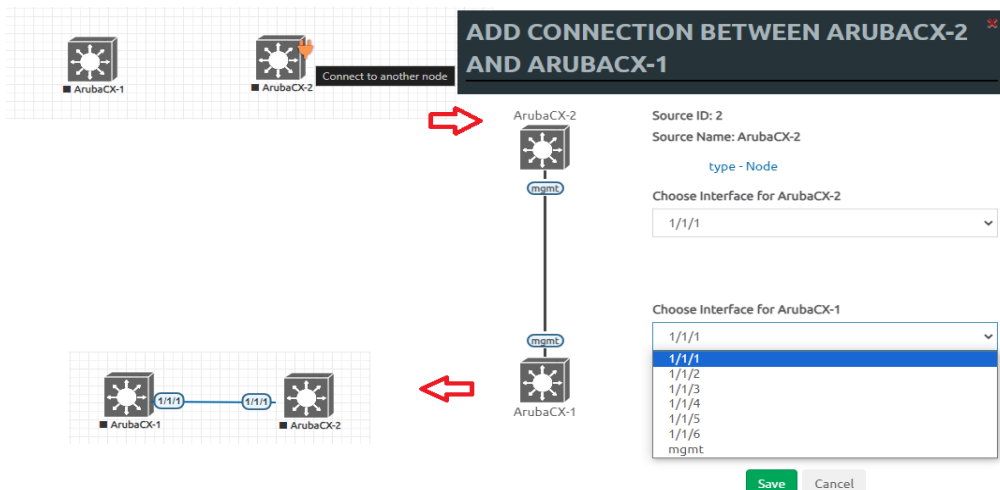 ArubaCX-1
ArubaCX-2
Connect to another node
ADD CONNECTION BETWEEN ARUBACX-2
AND ARUBACX-1
ArubaCX-2
mgmt
mgmt
ArubaCX-1
Source ID: 2
Source Name: ArubaCX-2
type - Node
Choose Interface for ArubaCX-2
1/1/1
Choose Interface for ArubaCX-1
1/1/1
1/1/1
1/1/2
1/1/3
1/1/4
1/1/5
1/1/6
mgmt
Save Cancel
1/1/1 1/1/1
ArubaCX-1 ArubaCX-2